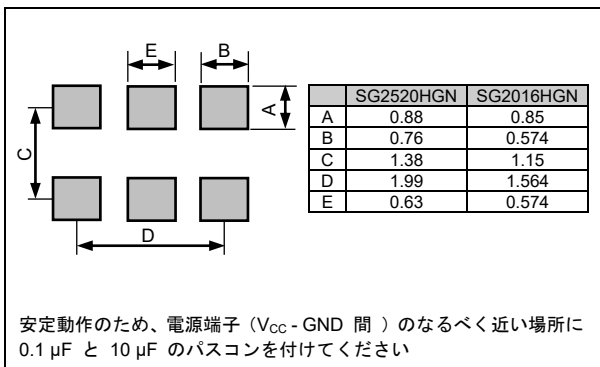 E B
A
C
D
SG2520HGN SG2016HGN
A 0.88 0.85
B 0.76 0.574
C 1.38 1.15
D 1.99 1.564
E 0.63 0.574
安定動作のため、電源端子（VCC - GND 間 ）のなるべく近い場所に
0.1 µF と 10 µF のパスコンを付けてください